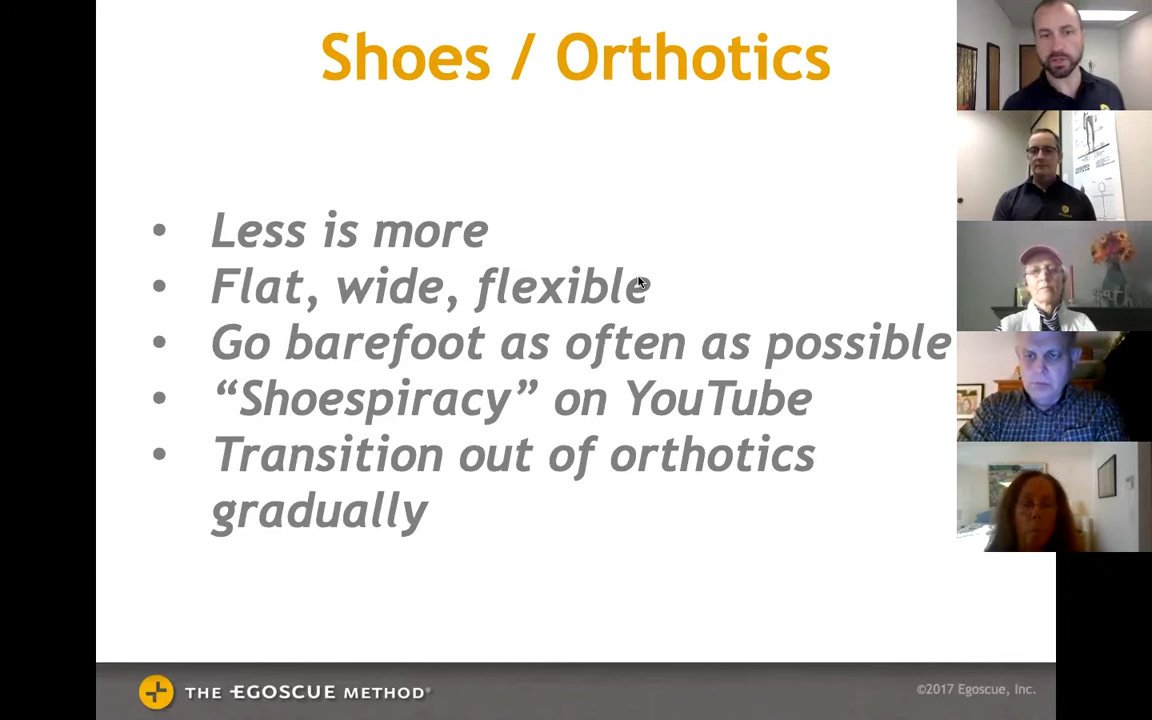 Shoes / Orthotics
• Less is more
• Flat, wide, flexible
• Go barefoot as often as possible
• “Shoespiracy” on YouTube
• Transition out of orthotics
gradually
THE EGOSCUE METHOD®
©2017 Egoscue, Inc.